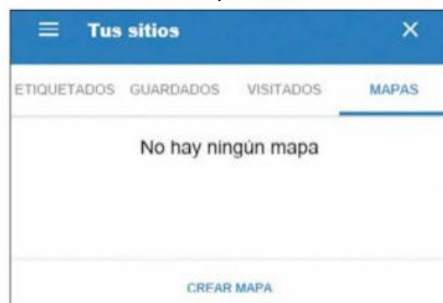 Tus sitios
ETIQUETADOS GUARDADOS VISITADOS MAPAS
No hay ningún mapa
CREAR MAPA